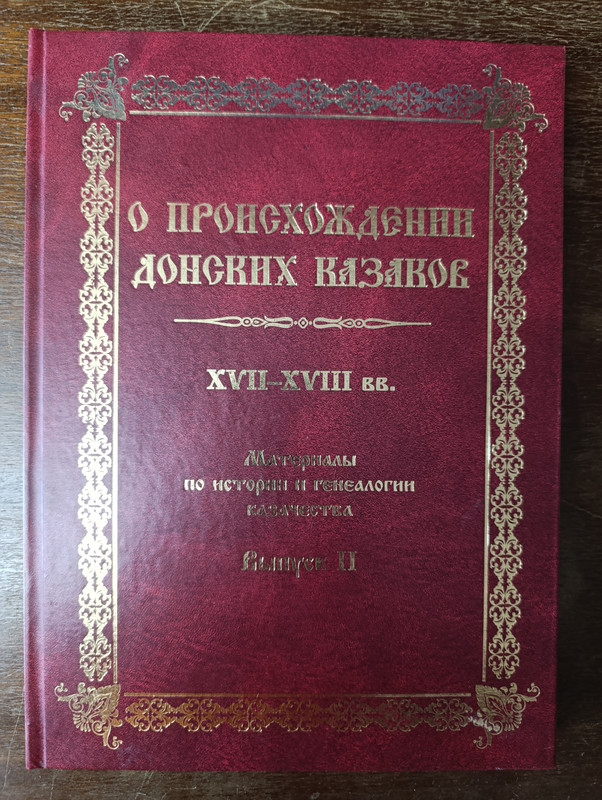 О ПРОИСХОЖДЕНИИ
ДОНСКИХ КАЗАКОВ
XVII–XVIII вв.
Материалы
по истории и генеалогии
казачества
Выпуск II